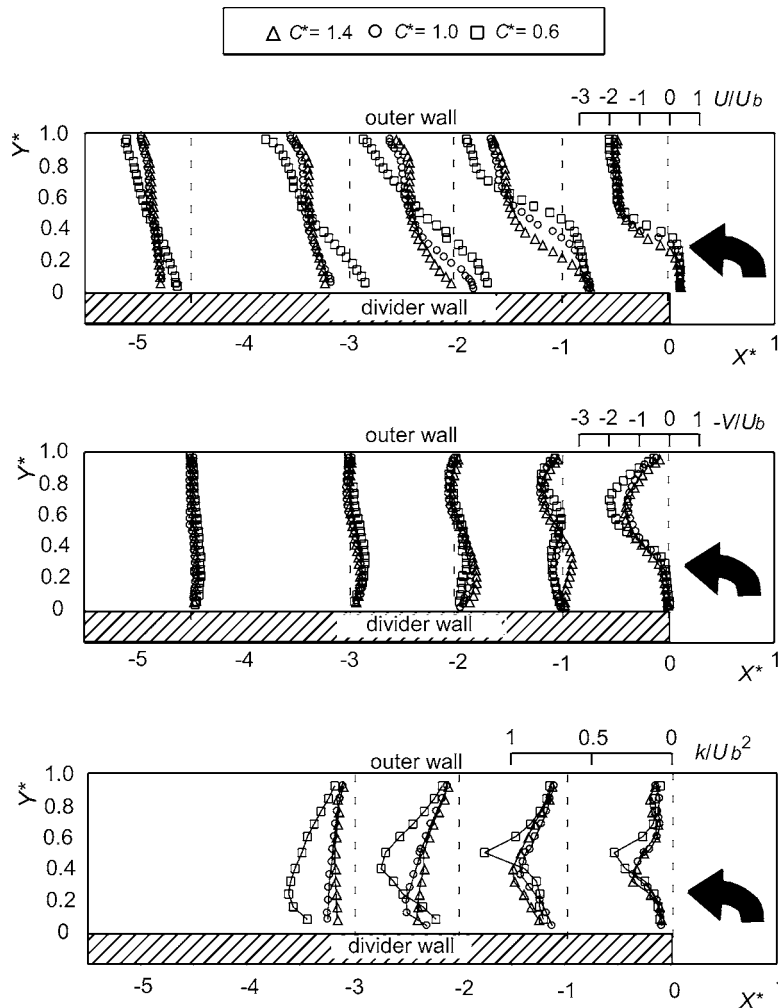 △ C*= 1.4 ○ C*= 1.0 □ C*= 0.6
-3 -2 -1 0 1 U/Ub
outer wall
Y*
1.0
0.8
0.6
0.4
0.2
0
divider wall
-5 -4 -3 -2 -1 0 1
X*
-3 -2 -1 0 1 -V/Ub
outer wall
Y*
1.0
0.8
0.6
0.4
0.2
0
divider wall
-5 -4 -3 -2 -1 0 1
X*
1 0.5 0 k/Ub²
outer wall
Y*
1.0
0.8
0.6
0.4
0.2
0
divider wall
-5 -4 -3 -2 -1 0 1
X*